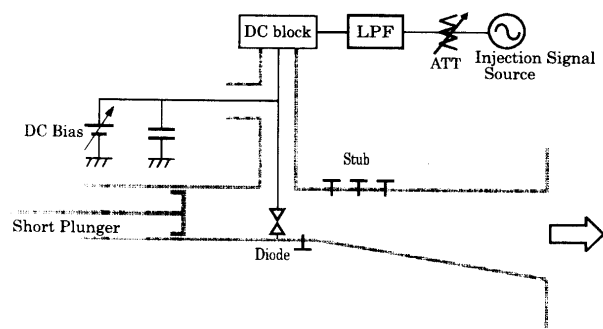 DC block
LPF
ATT
Injection Signal
Source
DC Bias
Stub
Short Plunger
Diode